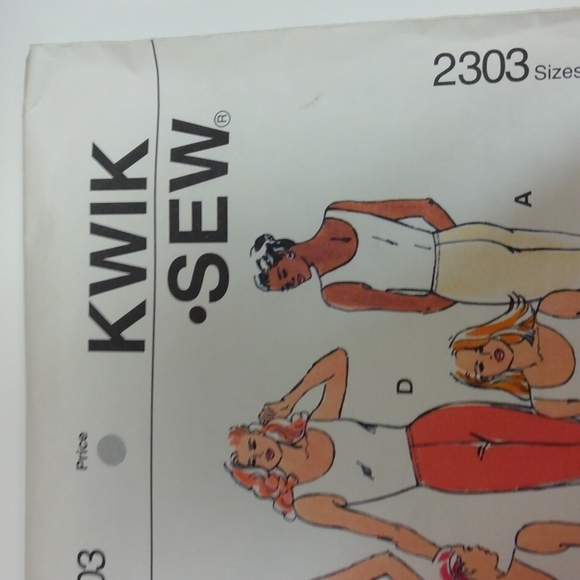 2303 Sizes
KWIK
•SEW®
A
D
Price
03